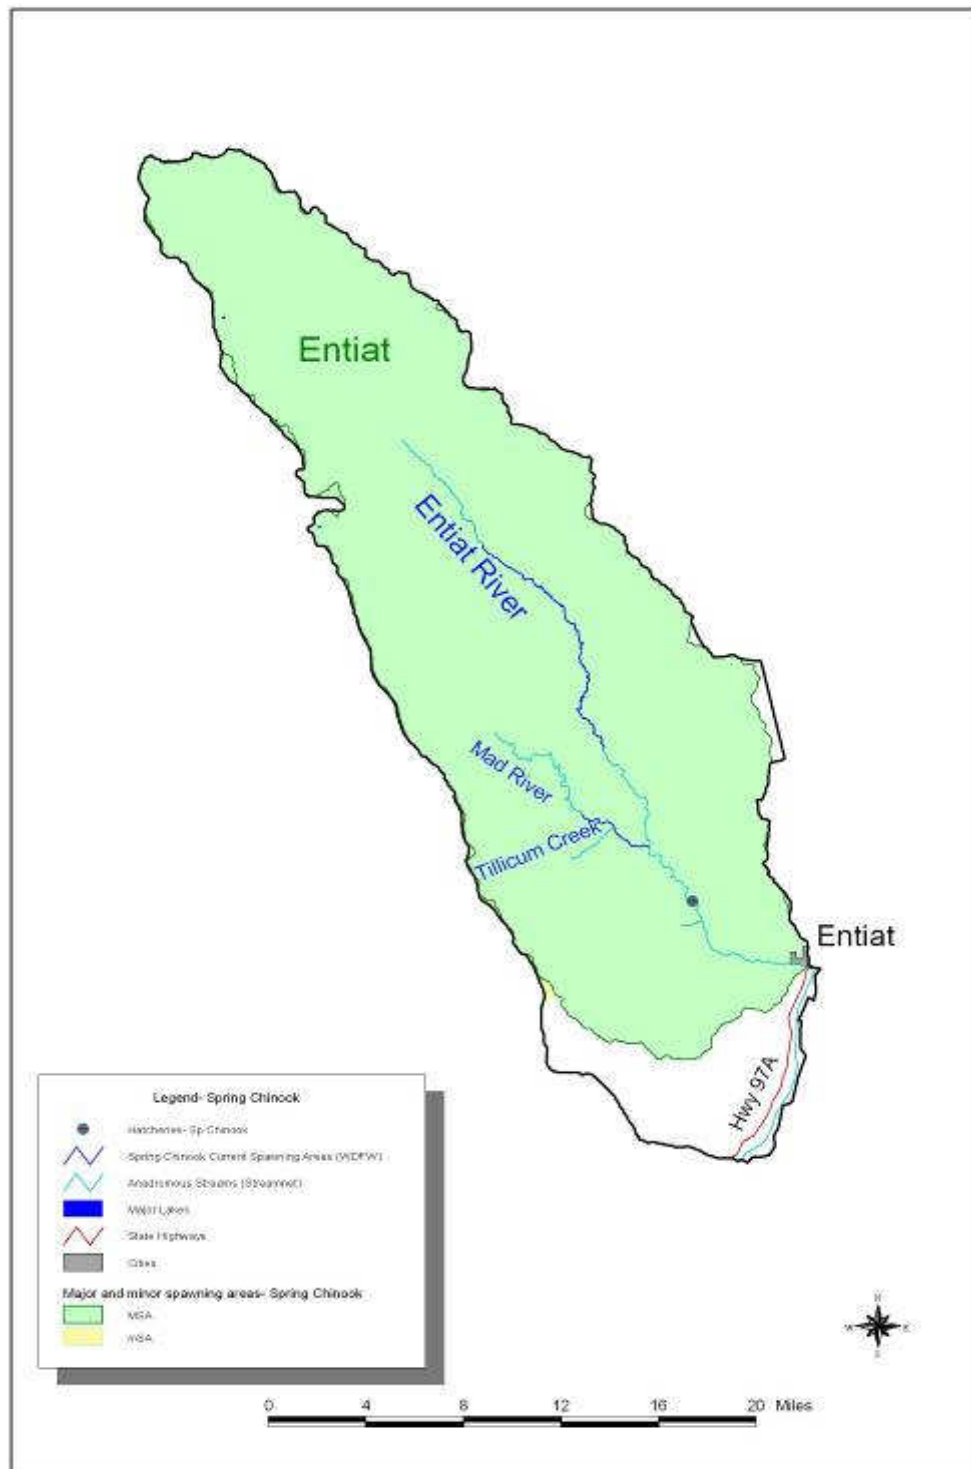 Entiat
Entiat River
Mad River
Tillicum Creek
Entiat
Hwy 97A
Legend- Spring Chinook
Hatcheries- Sp Chinook
Spring Chinook Current Spawning Areas (WDFW)
Anadromous Streams (Streamnet)
Major Lakes
State Highways
Cities
Major and minor spawning areas- Spring Chinook
MSA
mSA
N
W E
S
0 4 8 12 16 20 Miles